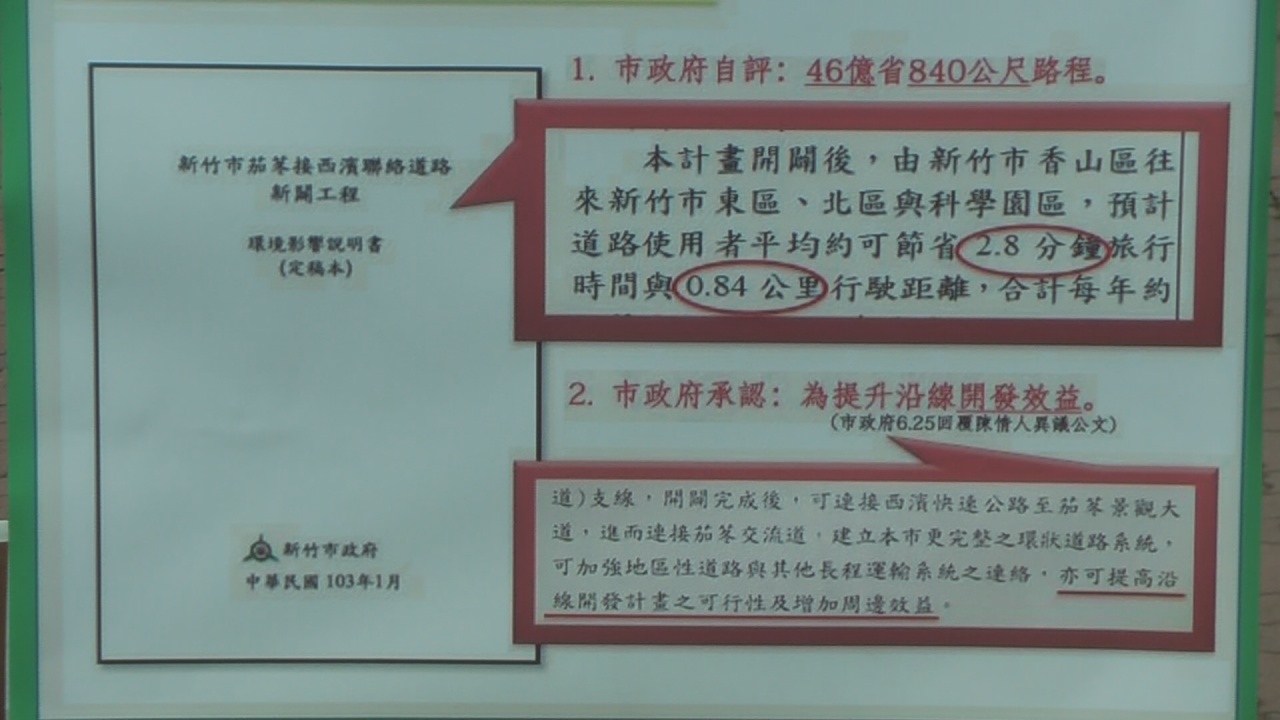 新竹市茄苳接西濱聯絡道路
新闢工程
環境影響說明書
(定稿本)
新竹市政府
中華民國 103年1月
1. 市政府自評：46億省840公尺路程。
本計畫開闢後，由新竹市香山區往
來新竹市東區、北區與科學園區，預計
道路使用者平均約可節省 2.8 分鐘旅行
時間與 0.84 公里行駛距離，合計每年約
2. 市政府承認：為提升沿線開發效益。
(市政府6.25回覆陳情人異議公文)
道)支線，開闢完成後，可連接西濱快速公路至茄苳景觀大
道，進而連接茄苳交流道，建立本市更完整之環狀道路系統，
可加強地區性道路與其他長程運輸系統之連絡，亦可提高沿
線開發計畫之可行性及增加周邊效益。